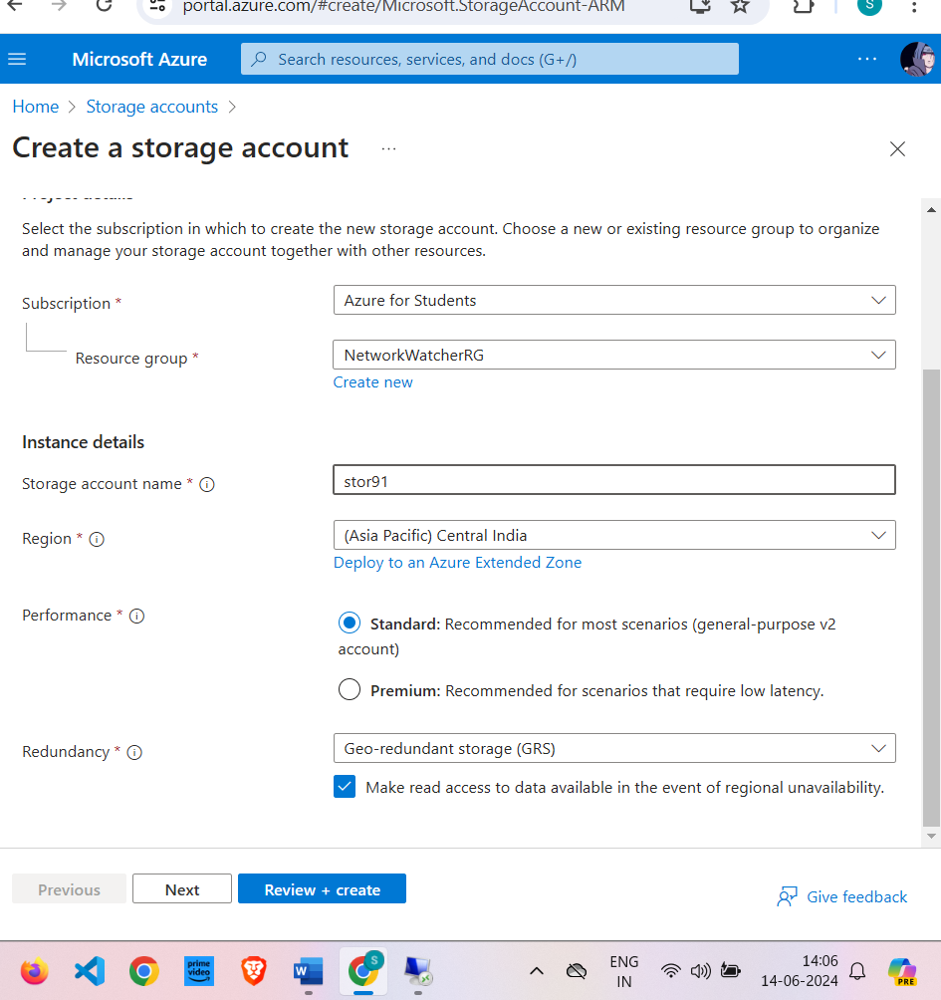 portal.azure.com/#create/Microsoft.StorageAccount-ARM
S
Microsoft Azure
Search resources, services, and docs (G+/)
Home > Storage accounts >
Create a storage account
Project details
Select the subscription in which to create the new storage account. Choose a new or existing resource group to organize
and manage your storage account together with other resources.
Subscription *
Azure for Students
Resource group *
NetworkWatcherRG
Create new
Instance details
Storage account name *
stor91
Region *
(Asia Pacific) Central India
Deploy to an Azure Extended Zone
Performance *
Standard: Recommended for most scenarios (general-purpose v2
account)
Premium: Recommended for scenarios that require low latency.
Redundancy *
Geo-redundant storage (GRS)
Make read access to data available in the event of regional unavailability.
Previous
Next
Review + create
Give feedback
prime
video
W
S
ENG
IN
14:06
14-06-2024
PRE